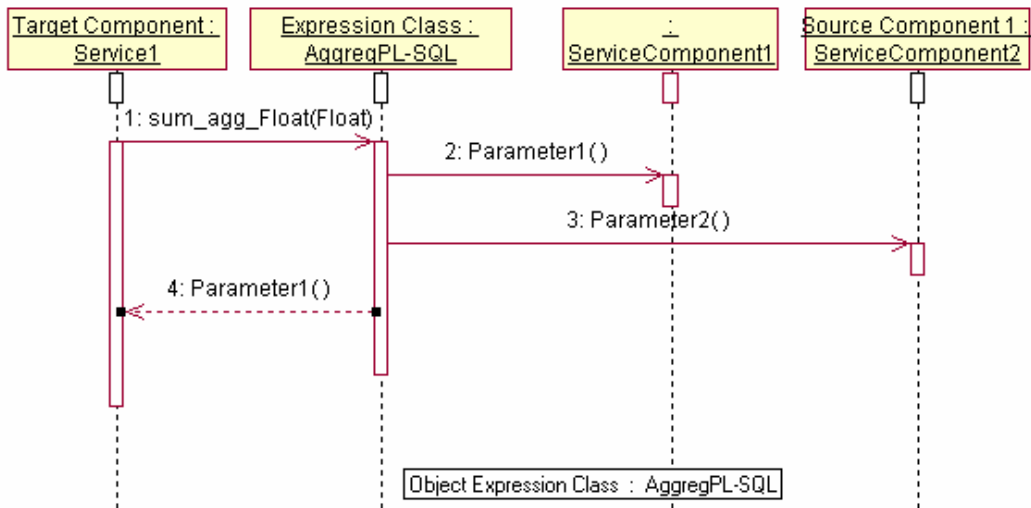 Target Component :
Service1
Expression Class :
AggregPL-SQL
:
ServiceComponent1
Source Component 1 :
ServiceComponent2
1: sum_agg_Float(Float)
2: Parameter1( )
3: Parameter2( )
4: Parameter1( )
Object Expression Class : AggregPL-SQL